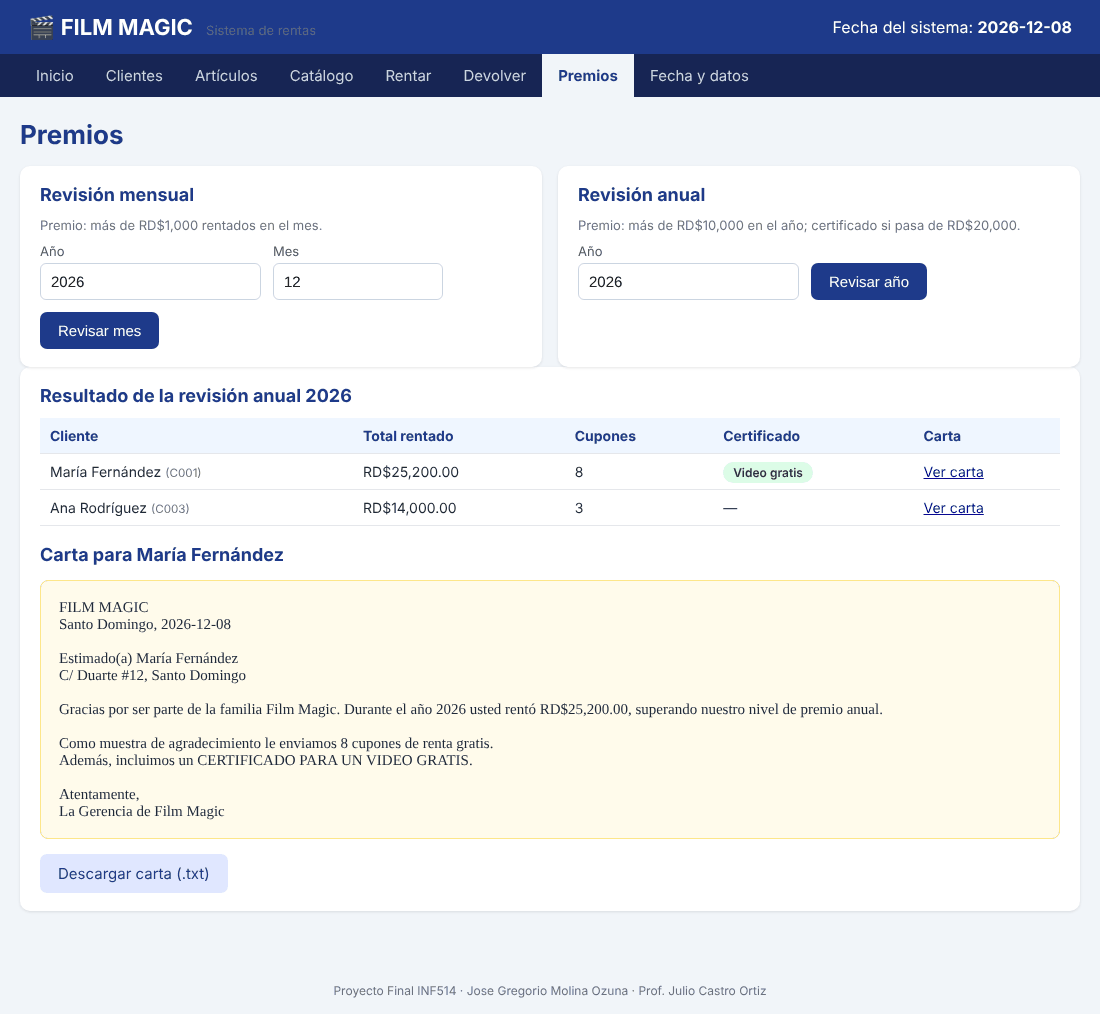 🎬 FILM MAGIC Sistema de rentas
Fecha del sistema: 2026-12-08
Inicio Clientes Artículos Catálogo Rentar Devolver Premios Fecha y datos
Premios
Revisión mensual
Premio: más de RD$1,000 rentados en el mes.
Año Mes
2026 12
Revisar mes
Revisión anual
Premio: más de RD$10,000 en el año; certificado si pasa de RD$20,000.
Año
2026 Revisar año
Resultado de la revisión anual 2026
Cliente Total rentado Cupones Certificado Carta
María Fernández (C001) RD$25,200.00 8 Video gratis Ver carta
Ana Rodríguez (C003) RD$14,000.00 3 — Ver carta
Carta para María Fernández
FILM MAGIC
Santo Domingo, 2026-12-08
Estimado(a) María Fernández
C/ Duarte #12, Santo Domingo
Gracias por ser parte de la familia Film Magic. Durante el año 2026 usted rentó RD$25,200.00, superando nuestro nivel de premio anual.
Como muestra de agradecimiento le enviamos 8 cupones de renta gratis.
Además, incluimos un CERTIFICADO PARA UN VIDEO GRATIS.
Atentamente,
La Gerencia de Film Magic
Descargar carta (.txt)
Proyecto Final INF514 · Jose Gregorio Molina Ozuna · Prof. Julio Castro Ortiz